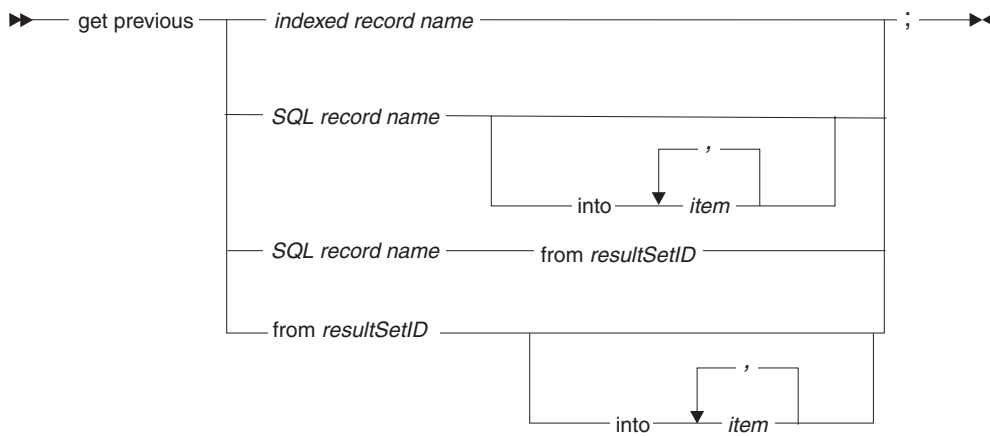 get previous indexed record name ;
SQL record name
,
into item
SQL record name from resultSetID
from resultSetID
,
into item